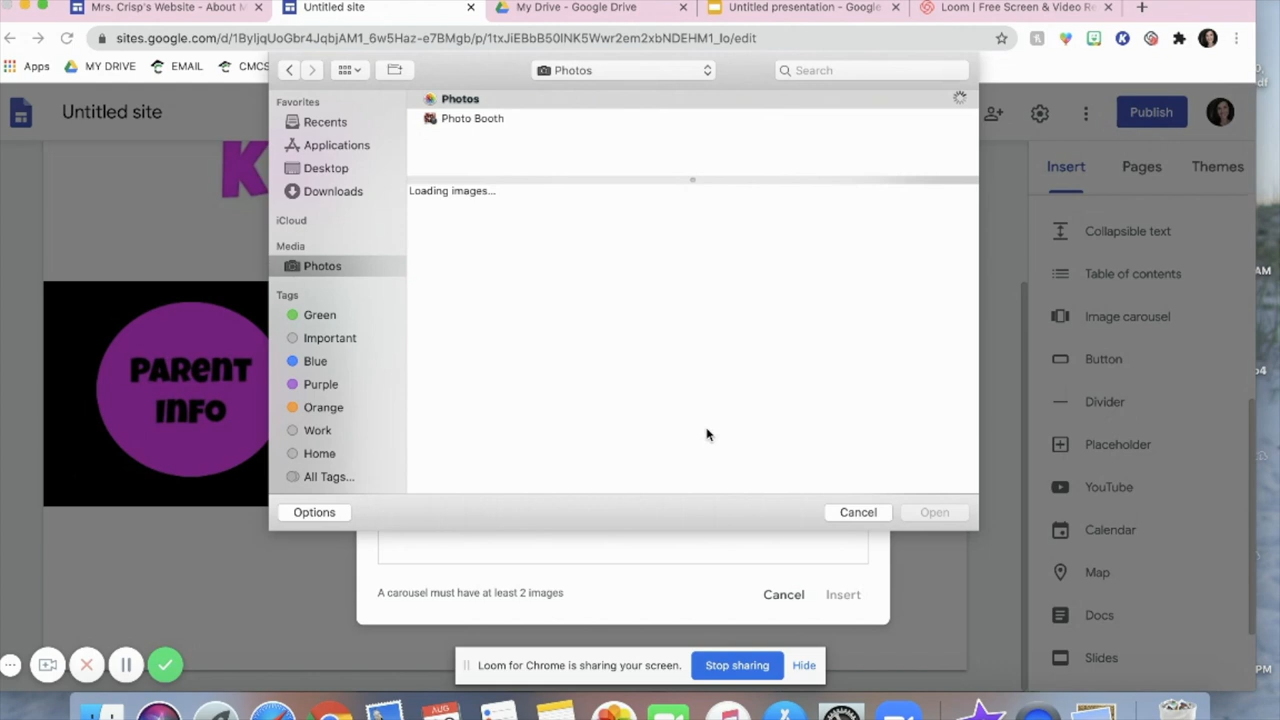 Mrs. Crisp's Website - About M
Untitled site
My Drive - Google Drive
Untitled presentation - Google
Loom | Free Screen & Video Re
sites.google.com/d/1ByljqUoGbr4JqbjAM1_6w5Haz-e7BMgb/p/1txJiEBbB50INK5Wwr2em2xbNDEHM1_Io/edit
Apps
MY DRIVE
EMAIL
CMCS
Photos
Search
Untitled site
Publish
Favorites
Recents
Applications
Desktop
Downloads
iCloud
Media
Photos
Tags
Green
Important
Blue
Purple
Orange
Work
Home
All Tags...
Photos
Photo Booth
Loading images...
Options
Cancel
Open
Insert
Pages
Themes
Collapsible text
Table of contents
Image carousel
Button
Divider
Placeholder
YouTube
Calendar
Map
Docs
Slides
K
PARENT
INFO
A carousel must have at least 2 images
Cancel
Insert
Loom for Chrome is sharing your screen.
Stop sharing
Hide
AM
PM
AUG